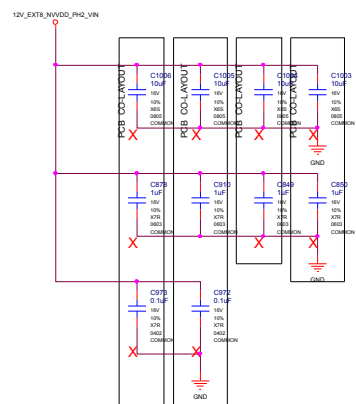 12V_EXT8_NVVDD_PH2_VIN
PCB CO-LAYOUT
C1006
10uF
16V
10%
X6S
0805
COMMON
PCB CO-LAYOUT
C1005
10uF
16V
10%
X6S
0805
COMMON
PCB CO-LAYOUT
C1004
10uF
16V
10%
X6S
0805
COMMON
PCB CO-LAYOUT
C1003
10uF
16V
10%
X6S
0805
COMMON
GND
C878
1uF
16V
10%
X7R
0603
COMMON
C910
1uF
16V
10%
X7R
0603
COMMON
C849
1uF
16V
10%
X7R
0603
COMMON
C850
1uF
16V
10%
X7R
0603
COMMON
GND
C973
0.1uF
16V
10%
X7R
0402
COMMON
C972
0.1uF
16V
10%
X7R
0402
COMMON
GND